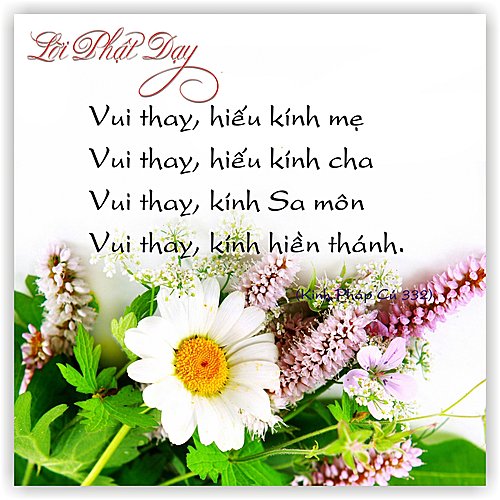 Lời Phật Dạy
Vui thay, hiếu kính mẹ
Vui thay, hiếu kính cha
Vui thay, kính Sa môn
Vui thay, kính hiền thánh.
(Kinh Pháp Cú 332)